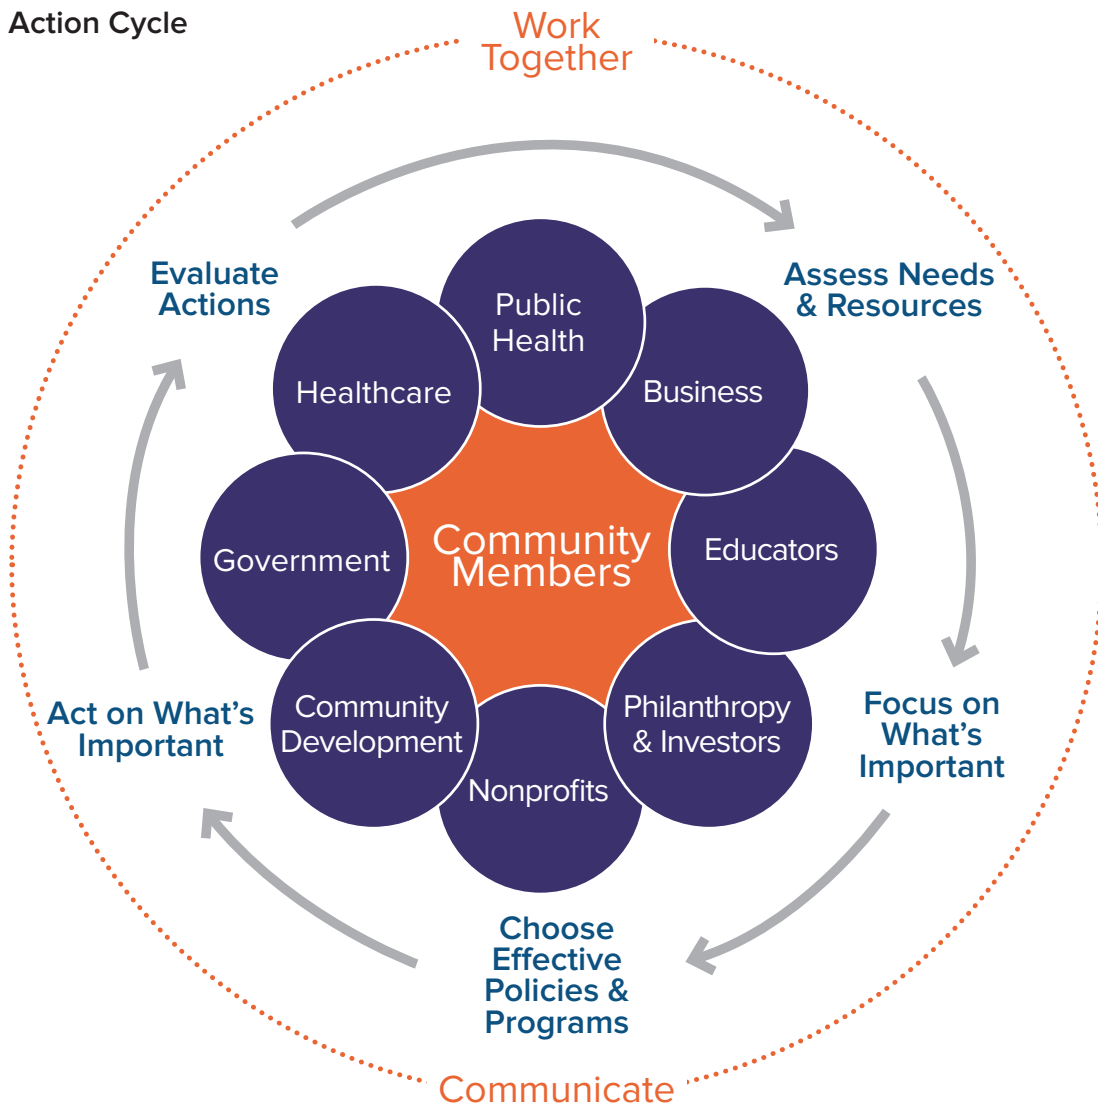 Action Cycle
Work
Together
Evaluate
Actions
Assess Needs
& Resources
Public
Health
Healthcare
Business
Community
Members
Government
Educators
Act on What’s
Important
Community
Development
Philanthropy
& Investors
Focus on
What’s
Important
Nonprofits
Choose
Effective
Policies &
Programs
Communicate